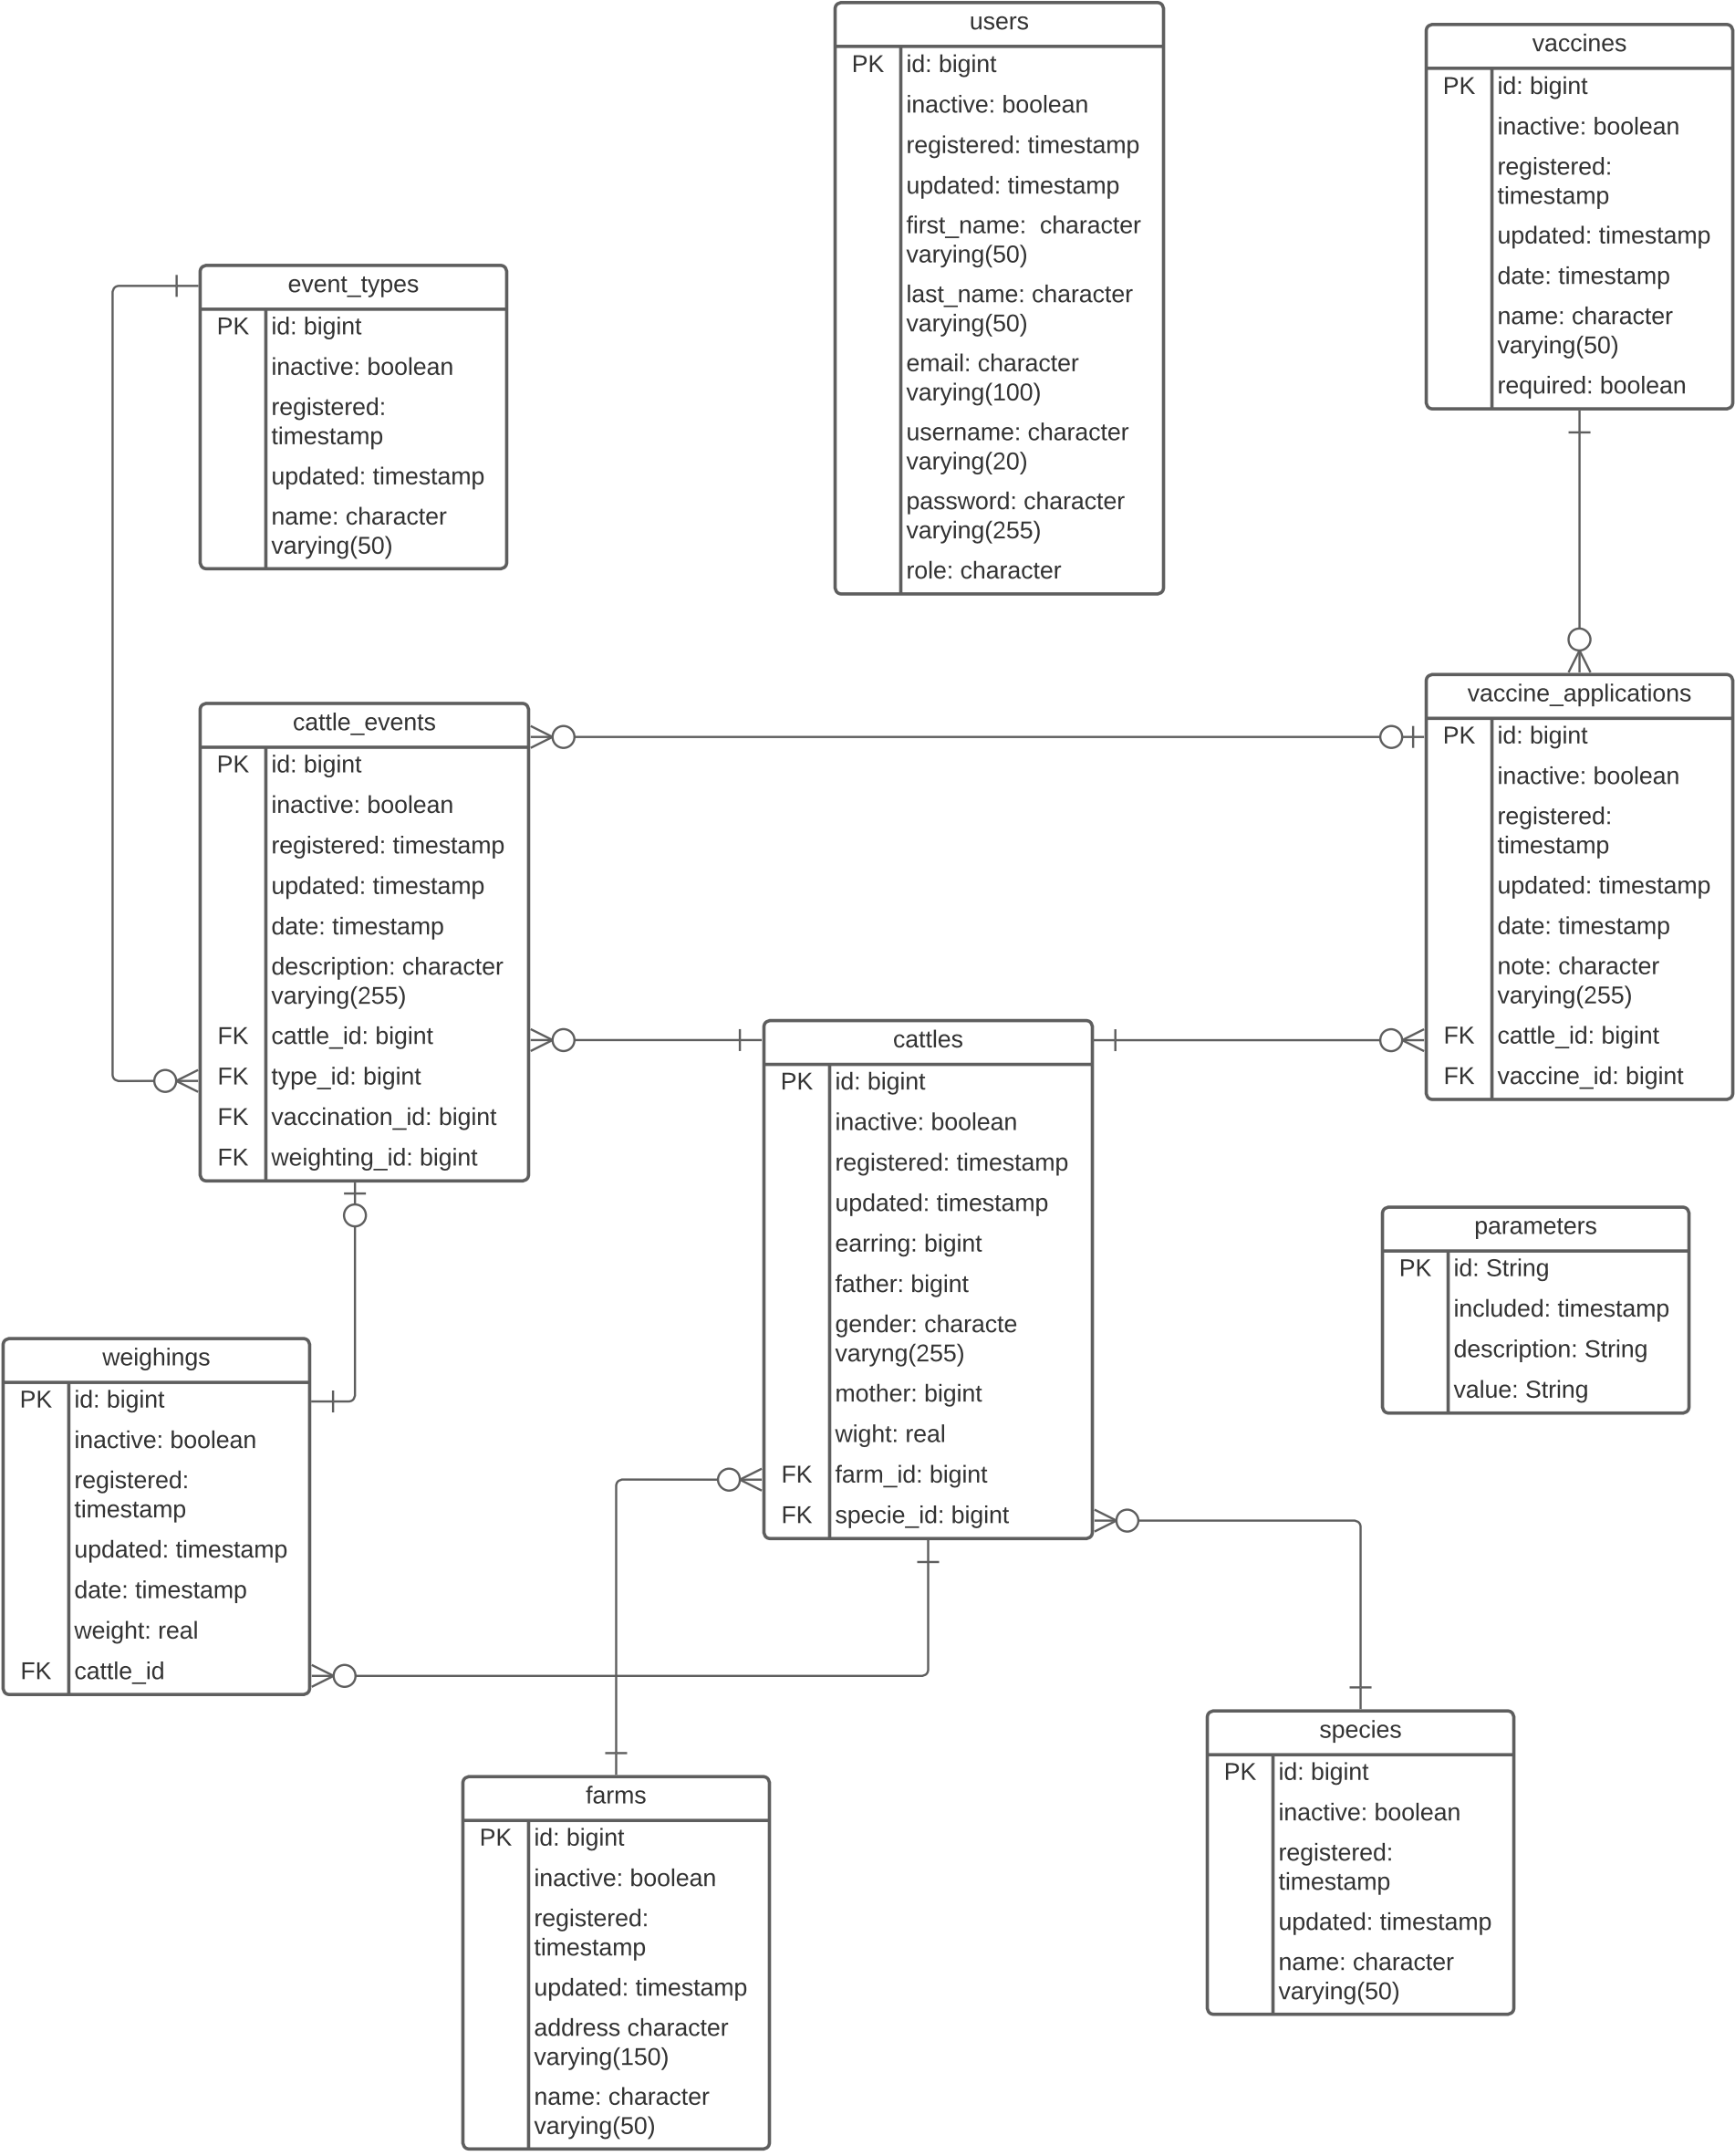 users
PK
id: bigint
inactive: boolean
registered: timestamp
updated: timestamp
first_name:  character
varying(50)
last_name: character
varying(50)
email: character
varying(100)
username: character
varying(20)
password: character
varying(255)
role: character
vaccines
PK
id: bigint
inactive: boolean
registered:
timestamp
updated: timestamp
date: timestamp
name: character
varying(50)
required: boolean
event_types
PK
id: bigint
inactive: boolean
registered:
timestamp
updated: timestamp
name: character
varying(50)
cattle_events
PK
id: bigint
inactive: boolean
registered: timestamp
updated: timestamp
date: timestamp
description: character
varying(255)
FK
cattle_id: bigint
FK
type_id: bigint
FK
vaccination_id: bigint
FK
weighting_id: bigint
vaccine_applications
PK
id: bigint
inactive: boolean
registered:
timestamp
updated: timestamp
date: timestamp
note: character
varying(255)
FK
cattle_id: bigint
FK
vaccine_id: bigint
cattles
PK
id: bigint
inactive: boolean
registered: timestamp
updated: timestamp
earring: bigint
father: bigint
gender: characte
varyng(255)
mother: bigint
wight: real
FK
farm_id: bigint
FK
specie_id: bigint
parameters
PK
id: String
included: timestamp
description: String
value: String
weighings
PK
id: bigint
inactive: boolean
registered:
timestamp
updated: timestamp
date: timestamp
weight: real
FK
cattle_id
species
PK
id: bigint
inactive: boolean
registered:
timestamp
updated: timestamp
name: character
varying(50)
farms
PK
id: bigint
inactive: boolean
registered:
timestamp
updated: timestamp
address character
varying(150)
name: character
varying(50)